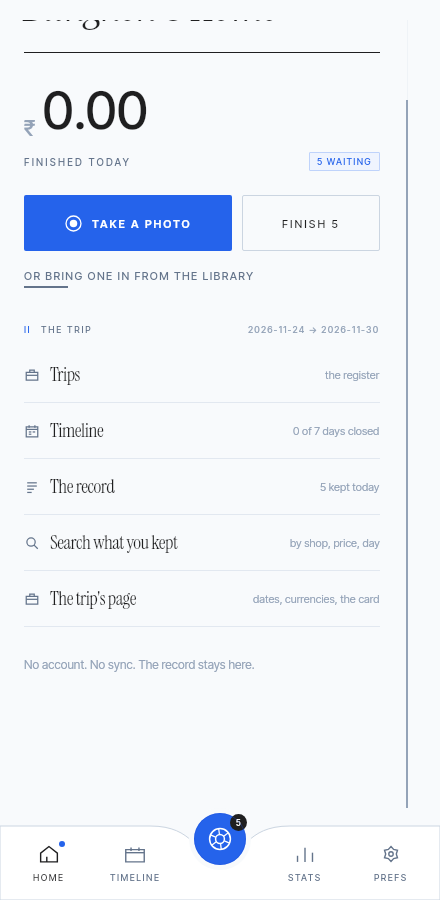 ₹ 0.00
FINISHED TODAY
5 WAITING
TAKE A PHOTO
FINISH 5
OR BRING ONE IN FROM THE LIBRARY
II THE TRIP
2026-11-24 → 2026-11-30
Trips
the register
Timeline
0 of 7 days closed
The record
5 kept today
Search what you kept
by shop, price, day
The trip's page
dates, currencies, the card
No account. No sync. The record stays here.
5
HOME
TIMELINE
STATS
PREFS